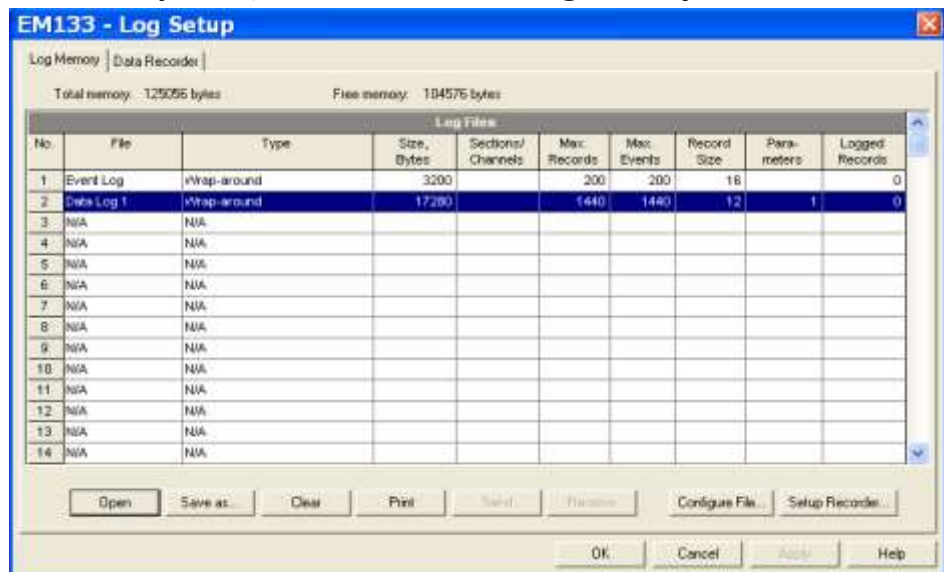 EM133 - Log Setup
Log Memory Data Recorder
Total memory: 125056 bytes Free memory: 104576 bytes
Log Files
No. File Type Size, Bytes Sections/ Channels Max. Records Max. Events Record Size Para- meters Logged Records
1 Event Log Wrap-around 3200 200 200 16 0
2 Data Log 1 Wrap-around 17280 1440 1440 12 1 0
3 N/A N/A
4 N/A N/A
5 N/A N/A
6 N/A N/A
7 N/A N/A
8 N/A N/A
9 N/A N/A
10 N/A N/A
11 N/A N/A
12 N/A N/A
13 N/A N/A
14 N/A N/A
Open Save as... Clear Print Send Receive Configure File... Setup Recorder...
OK Cancel Apply Help